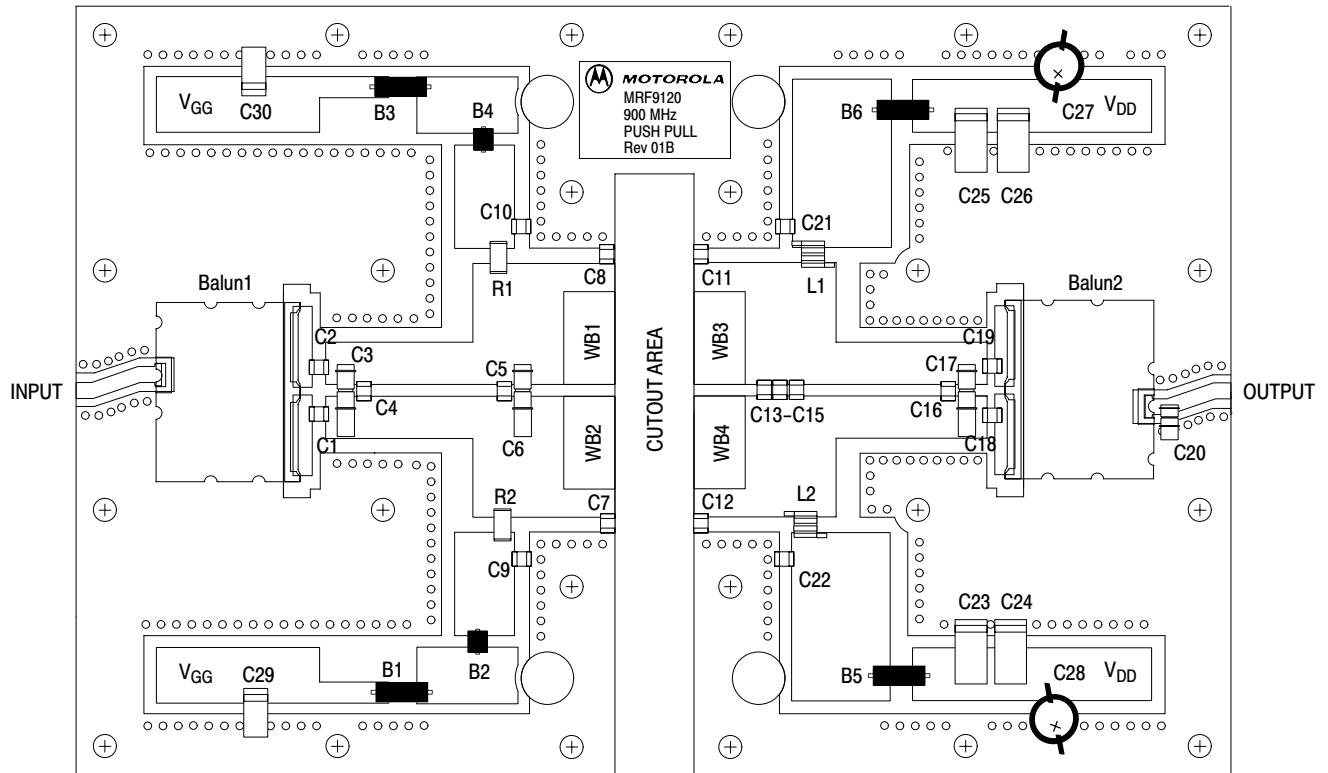 MOTOROLA
MRF9120
900 MHz
PUSH PULL
Rev 01B
VGG
C30
B3
B4
B6
C27
VDD
C25
C26
C10
C21
R1
C8
C11
L1
Balun1
Balun2
C2
C3
C5
WB1
WB3
C17
C19
INPUT
C4
CUTOUT AREA
C13–C15
C16
OUTPUT
C1
C6
WB2
WB4
C18
C20
R2
C7
C12
L2
C9
C22
C23
C24
VGG
C29
B1
B2
B5
C28
VDD